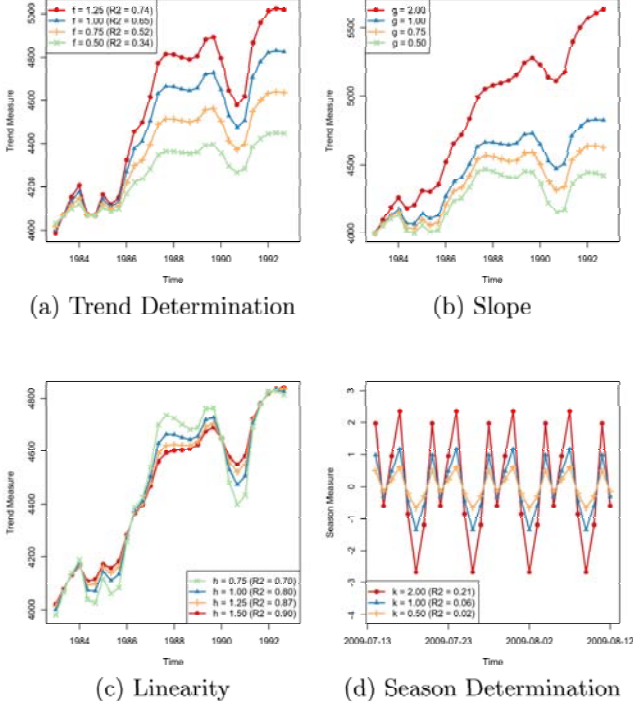 f = 1.25 (R2 = 0.74)
f = 1.00 (R2 = 0.65)
f = 0.75 (R2 = 0.52)
f = 0.50 (R2 = 0.34)
Trend Measure
4000
4400
4600
4800
5000
1984
1986
1988
1990
1992
Time
(a) Trend Determination
g = 2.00
g = 1.00
g = 0.75
g = 0.50
Trend Measure
4000
4500
5000
5500
1984
1986
1988
1990
1992
Time
(b) Slope
Trend Measure
4000
4200
4400
4600
4800
h = 0.75 (R2 = 0.70)
h = 1.00 (R2 = 0.80)
h = 1.25 (R2 = 0.87)
h = 1.50 (R2 = 0.90)
1984
1986
1988
1990
1992
Time
(c) Linearity
Season Measure
3
2
1
0
-1
-2
-3
-4
k = 2.00 (R2 = 0.21)
k = 1.00 (R2 = 0.06)
k = 0.50 (R2 = 0.02)
2009-07-13
2009-07-23
2009-08-02
2009-08-12
Time
(d) Season Determination